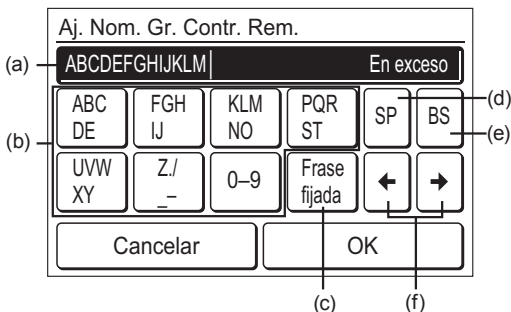 Aj. Nom. Gr. Contr. Rem.
(a) ABCDEFGHIJKLM En exceso
(b)
ABC FGH KLM PQR SP BS (d)
DE IJ NO ST (e)
UVW Z./ 0–9 Frase ← →
XY _– fijada
Cancelar OK
(c) (f)